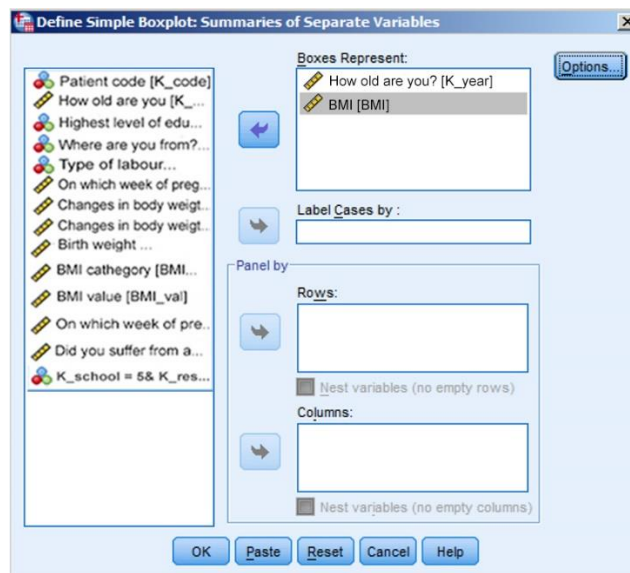 Define Simple Boxplot: Summaries of Separate Variables
Patient code [K_code]
How old are you [K_...
Highest level of edu...
Where are you from?...
Type of labour...
On which week of preg..
Changes in body weigt..
Changes in body weigt..
Birth weight ...
BMI cathegory [BMI...
BMI value [BMI_val]
On which week of pre..
Did you suffer from a...
K_school = 5& K_res...
Boxes Represent:
How old are you? [K_year]
BMI [BMI]
Options...
Label Cases by :
Panel by
Rows:
Nest variables (no empty rows)
Columns:
Nest variables (no empty columns)
OK
Paste
Reset
Cancel
Help